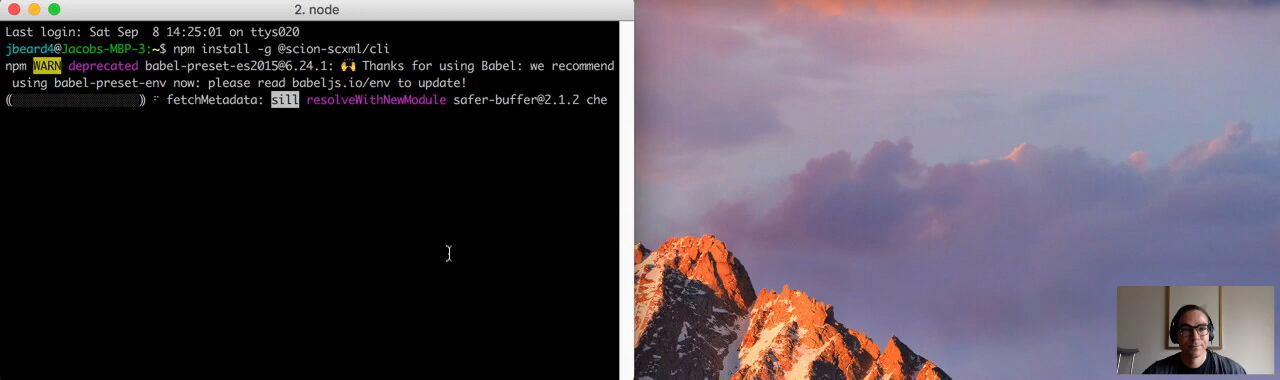 2. node
Last login: Sat Sep  8 14:25:01 on ttys020
jbeard4@Jacobs-MBP-3:~$ npm install -g @scion-scxml/cli
npm WARN deprecated babel-preset-es2015@6.24.1: 🙌 Thanks for using Babel: we recommend
using babel-preset-env now: please read babeljs.io/env to update!
fetchMetadata: sill resolveWithNewModule safer-buffer@2.1.2 che